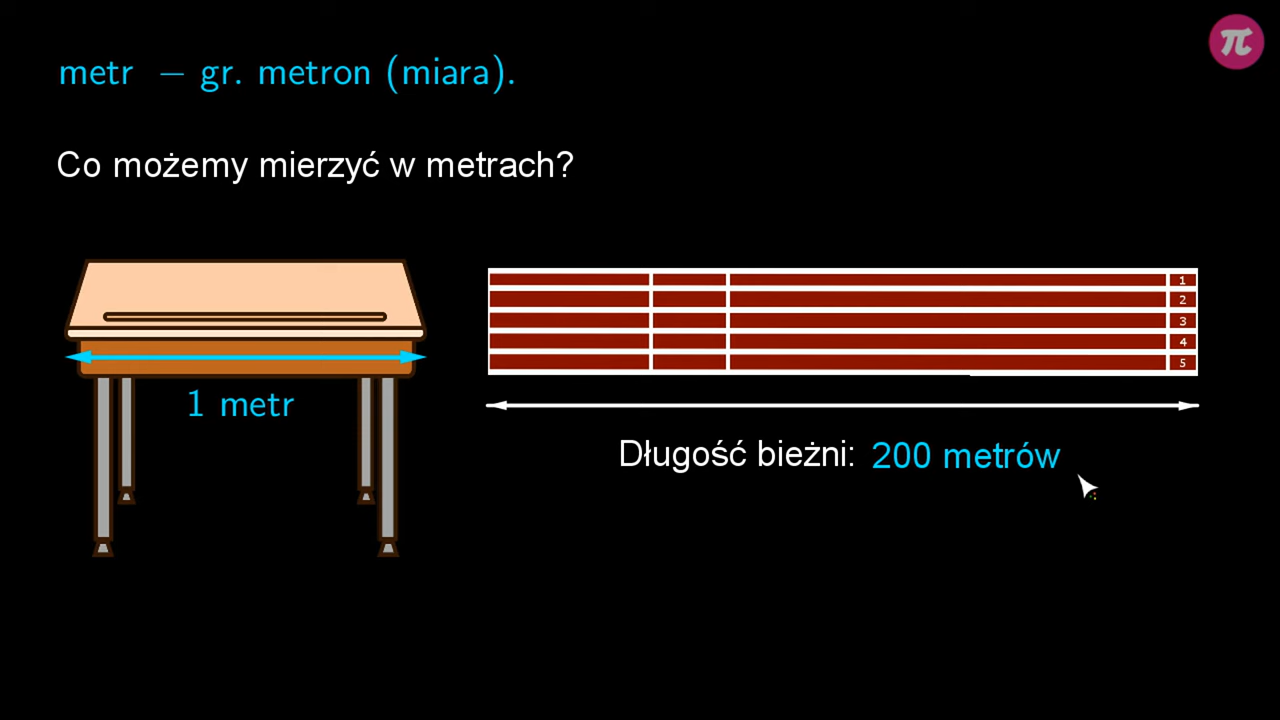 π
metr – gr. metron (miara).
Co możemy mierzyć w metrach?
1
2
3
4
5
1 metr
Długość bieżni: 200 metrów